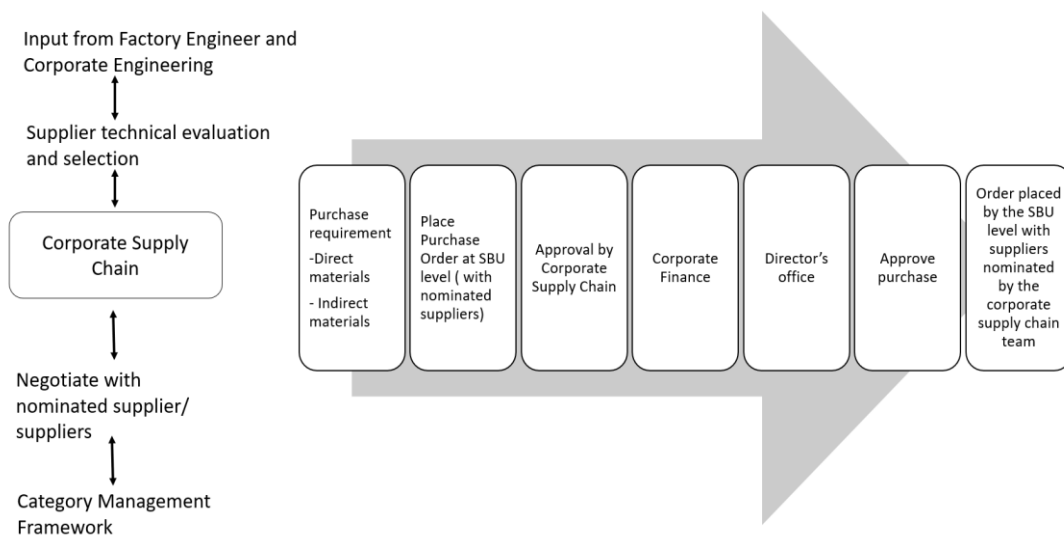 Input from Factory Engineer and
Corporate Engineering
Supplier technical evaluation
and selection
Corporate Supply
Chain
Negotiate with
nominated supplier/
suppliers
Category Management
Framework
Purchase
requirement
-Direct
materials
- Indirect
materials
Place
Purchase
Order at SBU
level ( with
nominated
suppliers)
Approval by
Corporate
Supply Chain
Corporate
Finance
Director's
office
Approve
purchase
Order placed
by the SBU
level with
suppliers
nominated
by the
corporate
supply chain
team